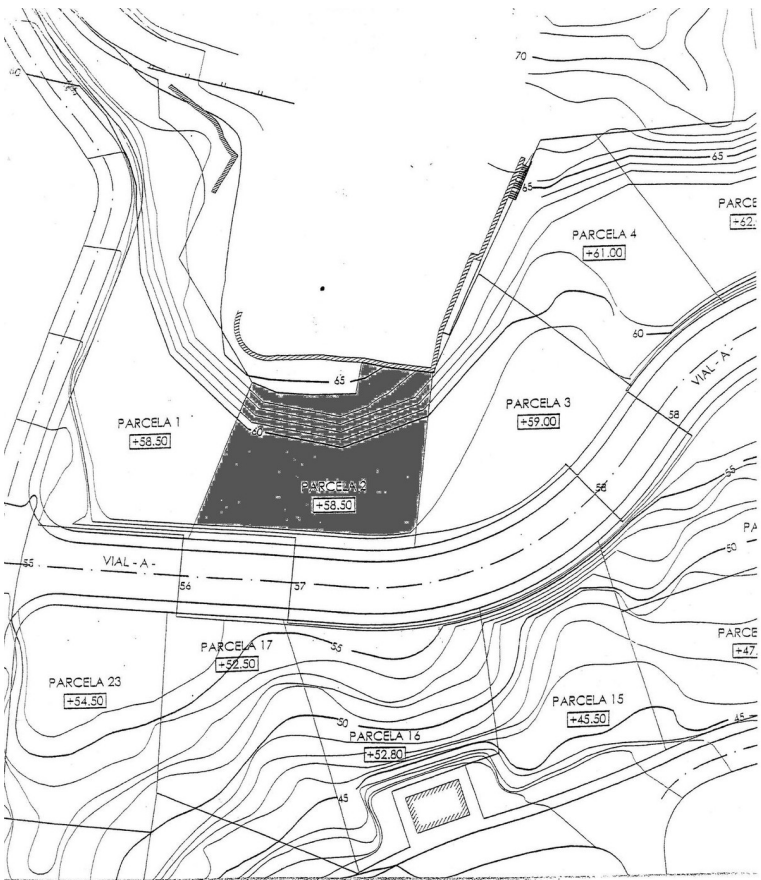 70
60
65
65
PARCELA 4
+61.00
PARCE
+62.
60
65
PARCELA 1
+58.50
60
PARCELA 3
+59.00
VIAL - A -
58
PARCELA 2
+58.50
58
55
VIAL - A -
55
56
57
50
PA
PARCELA 17
+52.50
55
PARCE
+47.
PARCELA 23
+54.50
PARCELA 15
+45.50
50
PARCELA 16
+52.80
45
45